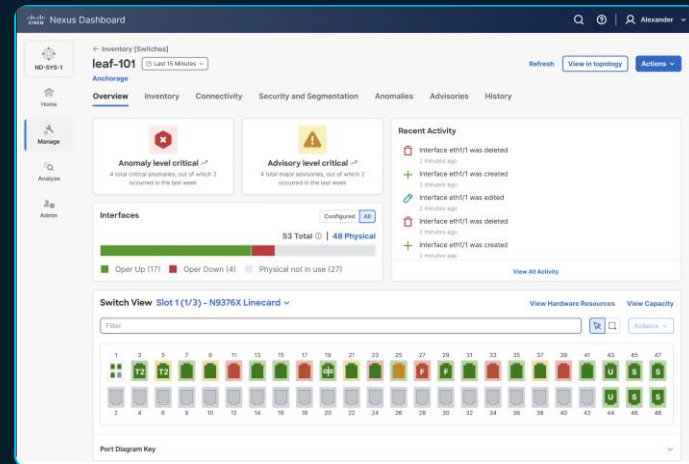 cisco Nexus Dashboard
Alexander
ND-SYS-1
Home
Manage
Analyze
Admin
← Inventory [Switches]
leaf-101 Last 15 Minutes
Refresh View in topology Actions
Anchorage
Overview Inventory Connectivity Security and Segmentation Anomalies Advisories History
Anomaly level critical
4 total critical anomalies, out of which 2
occurred in the last week
Advisory level critical
4 total major advisories, out of which 2
occurred in the last week
Recent Activity
Interface eth1/1 was deleted
2 minutes ago
Interface eth1/1 was created
2 minutes ago
Interface eth1/1 was edited
2 minutes ago
Interface eth1/1 was deleted
2 minutes ago
Interface eth1/1 was created
2 minutes ago
View All Activity
Interfaces Configured All
53 Total | 48 Physical
Oper Up (17) Oper Down (4) Physical not in use (27)
Switch View Slot 1 (1/3) - N9376X Linecard
View Hardware Resources View Capacity
Filter
Actions
1 3 5 7 9 11 13 15 17 19 21 23 25 27 29 31 33 35 37 39 41 43 45 47
T2 T2 F F U S S
U S S
2 4 6 8 10 12 14 16 18 20 22 24 26 28 30 32 34 36 38 40 42 44 46 48
Port Diagram Key